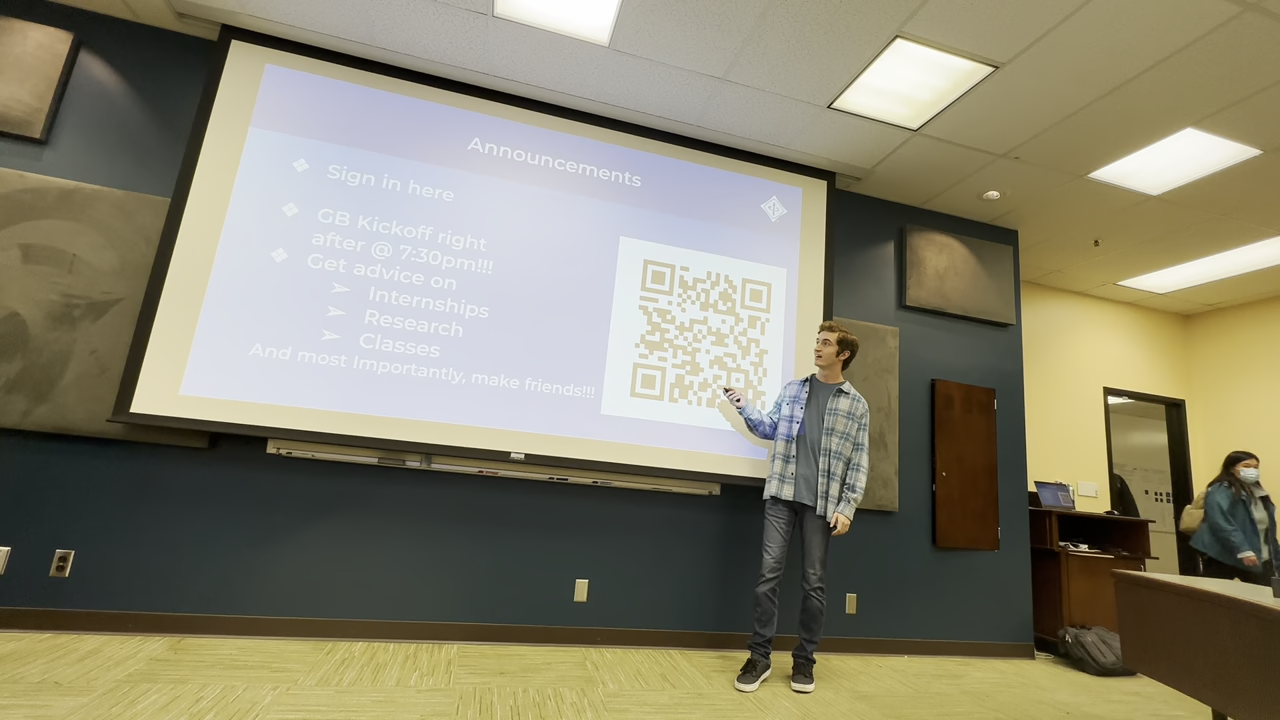 Announcements
Sign in here
GB Kickoff right
after @ 7:30pm!!!
Get advice on
Internships
Research
Classes
And most Importantly, make friends!!!